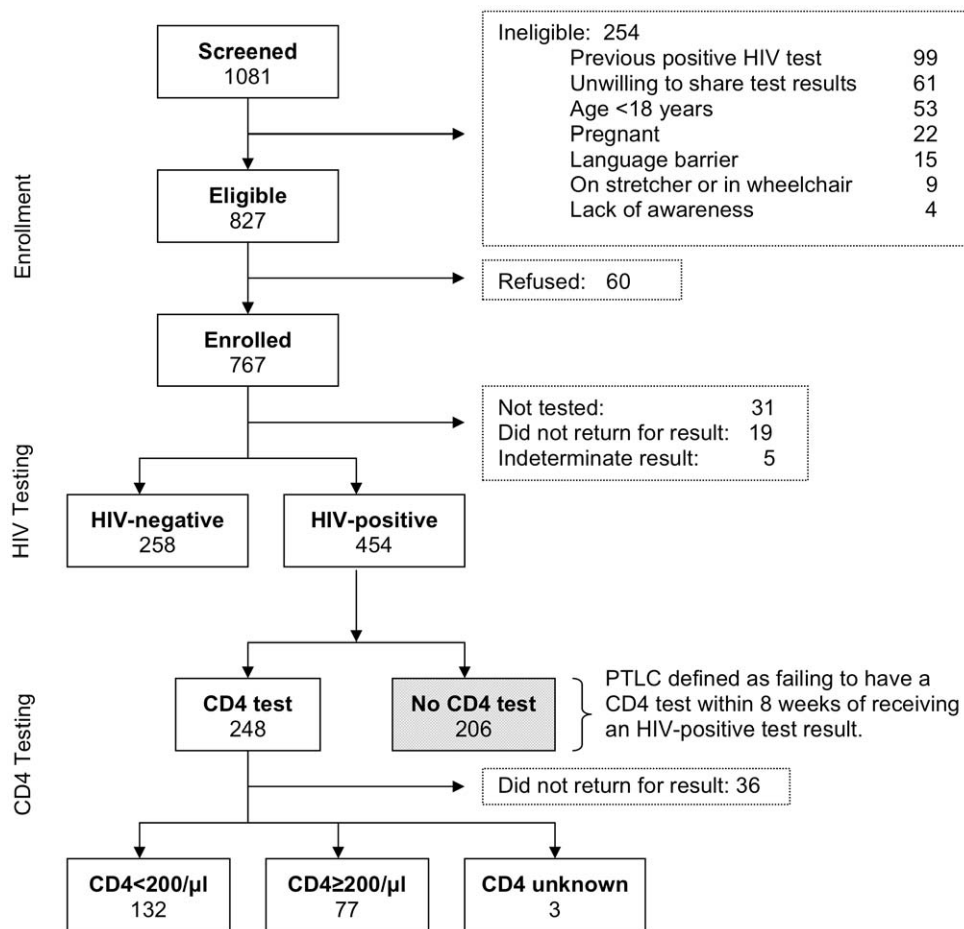 Screened
1081
Ineligible: 254
Previous positive HIV test 99
Unwilling to share test results 61
Age <18 years 53
Pregnant 22
Language barrier 15
On stretcher or in wheelchair 9
Lack of awareness 4
Enrollment
Eligible
827
Refused: 60
Enrolled
767
Not tested: 31
Did not return for result: 19
Indeterminate result: 5
HIV Testing
HIV-negative
258
HIV-positive
454
CD4 Testing
CD4 test
248
No CD4 test
206
PTLC defined as failing to have a
CD4 test within 8 weeks of receiving
an HIV-positive test result.
Did not return for result: 36
CD4<200/µl
132
CD4≥200/µl
77
CD4 unknown
3